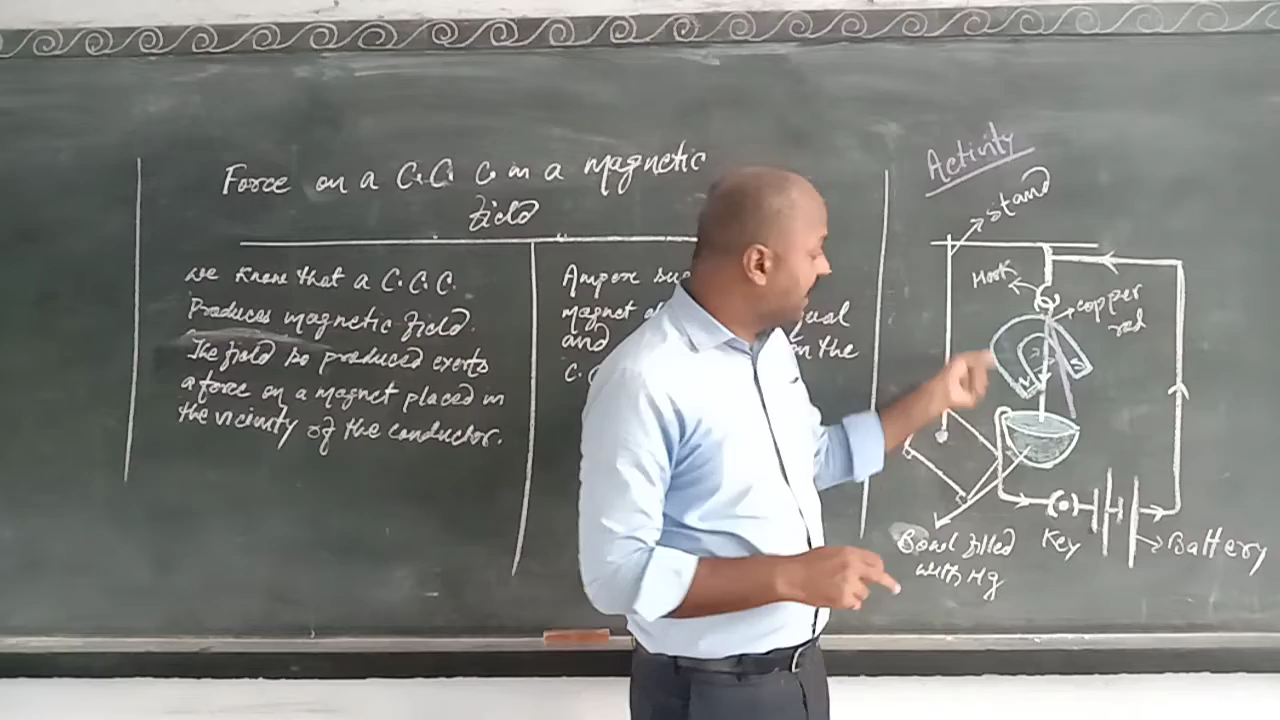 Force on a C.C. C. in a magnetic
field
We know that a C.C.C.
Produces magnetic field.
The field so produced exerts
a force on a magnet placed in
the vicinity of the conductor.
Ampere
magnet
and
on the
Activity
stand
Hook
copper
rod
N
S
Bowl filled
with Hg
Key
Battery